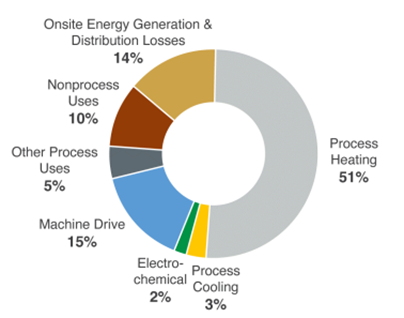 Onsite Energy Generation &
Distribution Losses
14%
Nonprocess
Uses
10%
Other Process
Uses
5%
Machine Drive
15%
Electro-
chemical
2%
Process
Cooling
3%
Process
Heating
51%